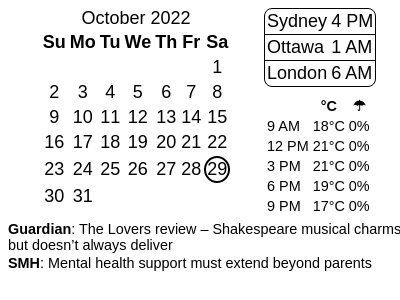 October 2022
Su Mo Tu We Th Fr Sa
1
2 3 4 5 6 7 8
9 10 11 12 13 14 15
16 17 18 19 20 21 22
23 24 25 26 27 28 29
30 31
Sydney 4 PM
Ottawa 1 AM
London 6 AM
°C ☂
9 AM 18°C 0%
12 PM 21°C 0%
3 PM 21°C 0%
6 PM 19°C 0%
9 PM 17°C 0%
Guardian: The Lovers review – Shakespeare musical charms
but doesn’t always deliver
SMH: Mental health support must extend beyond parents